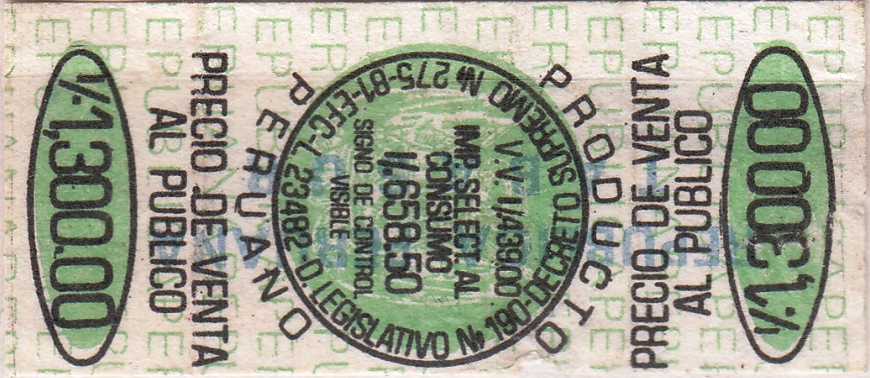 I/.1,300.00
PRECIO DE VENTA
AL PUBLICO
PRODUCTO
PERUANO
DECRETO SUPREMO Nº 275-81-EFC-L 23482-D. LEGISLATIVO Nº 190-
V. V. I/439.00
IMP. SELECT. AL
CONSUMO
I/.658.50
SIGNO DE CONTROL
VISIBLE
PRECIO DE VENTA
AL PUBLICO
I/.1,300.00